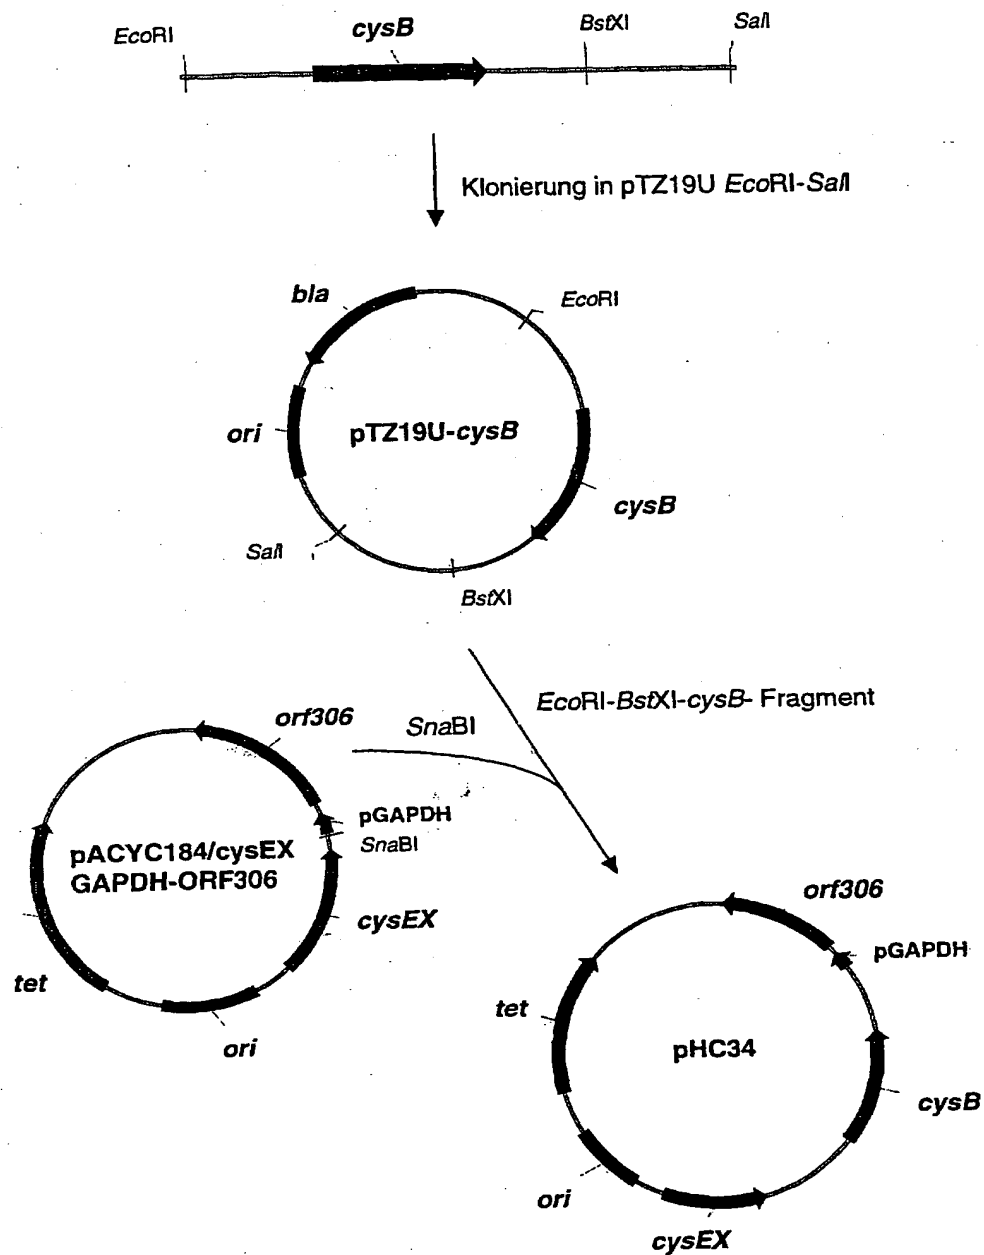 EcoRI
cysB
BstXI
SalI
Klonierung in pTZ19U EcoRI-SalI
bla
EcoRI
ori
pTZ19U-cysB
cysB
SalI
BstXI
EcoRI-BstXI-cysB- Fragment
orf306
SnaBI
pGAPDH
SnaBI
pACYC184/cysEX
GAPDH-ORF306
cysEX
tet
ori
orf306
pGAPDH
tet
pHC34
cysB
ori
cysEX